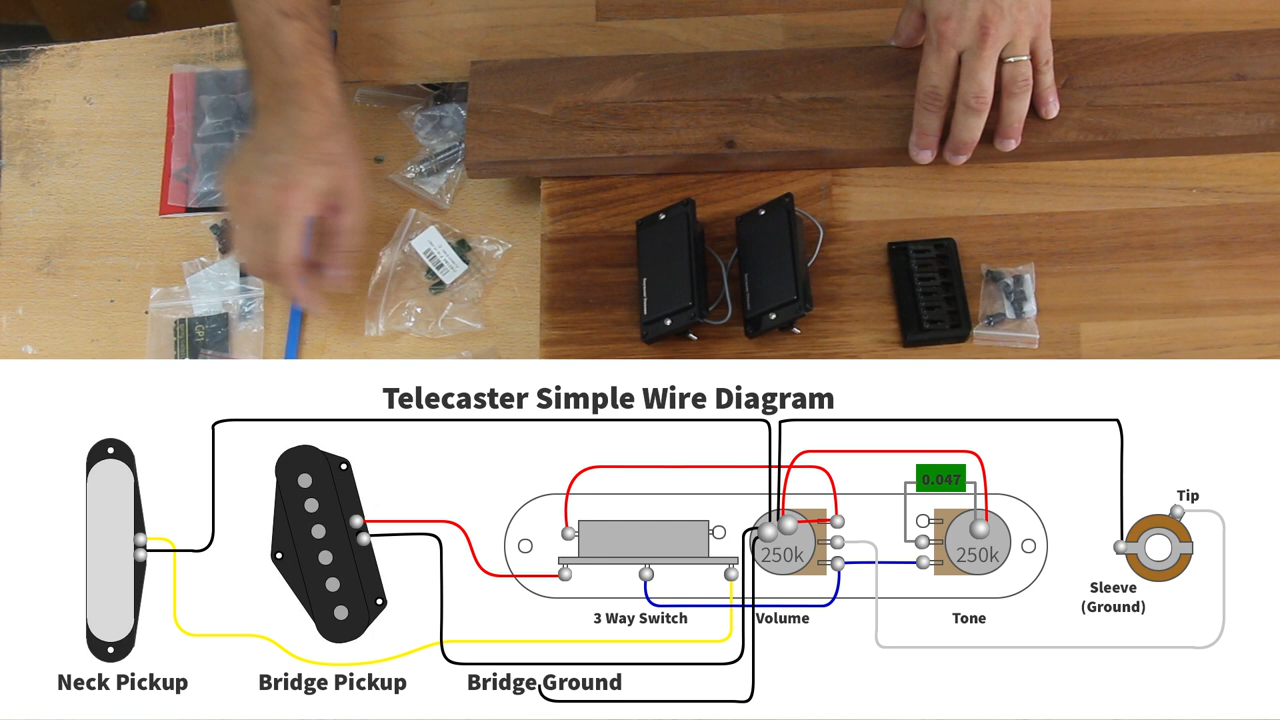 Telecaster Simple Wire Diagram
0.047
Tip
250k
250k
Sleeve
(Ground)
3 Way Switch
Volume
Tone
Neck Pickup
Bridge Pickup
Bridge Ground